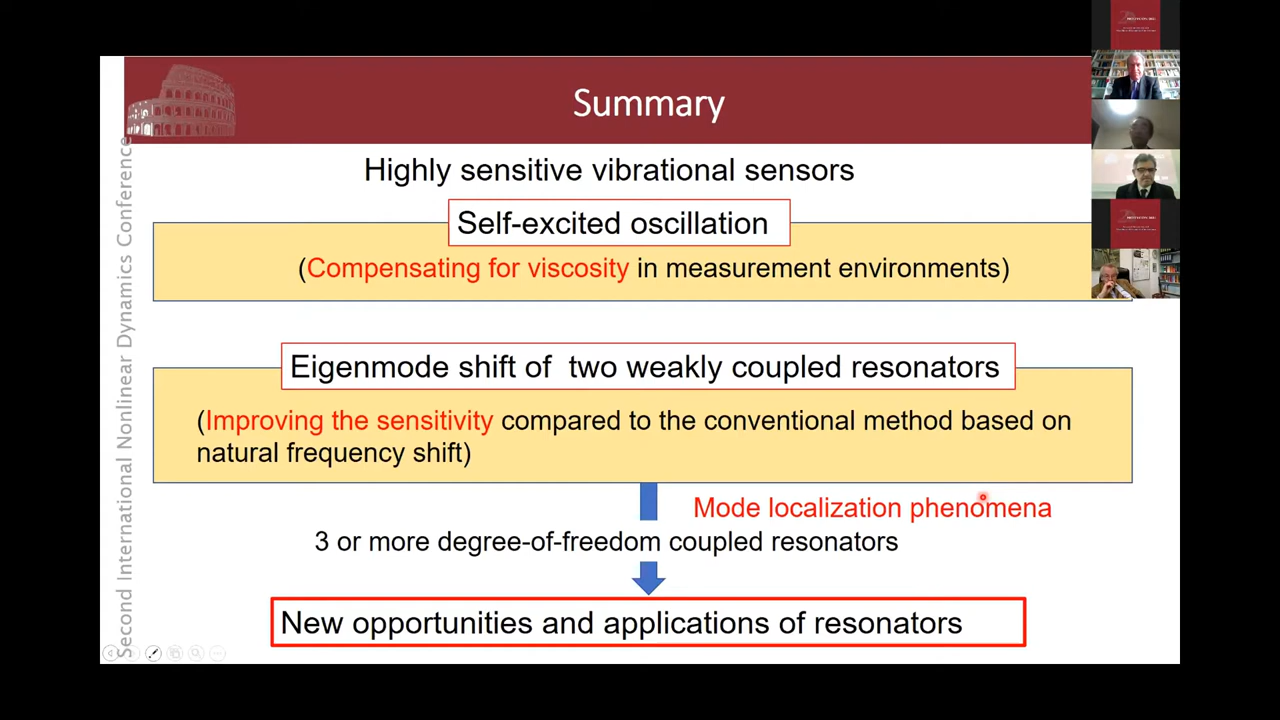 Summary
Highly sensitive vibrational sensors
Self-excited oscillation
(Compensating for viscosity in measurement environments)
Eigenmode shift of two weakly coupled resonators
(Improving the sensitivity compared to the conventional method based on
natural frequency shift)
Mode localization phenomena
3 or more degree-of-freedom coupled resonators
New opportunities and applications of resonators
Second International Nonlinear Dynamics Conference